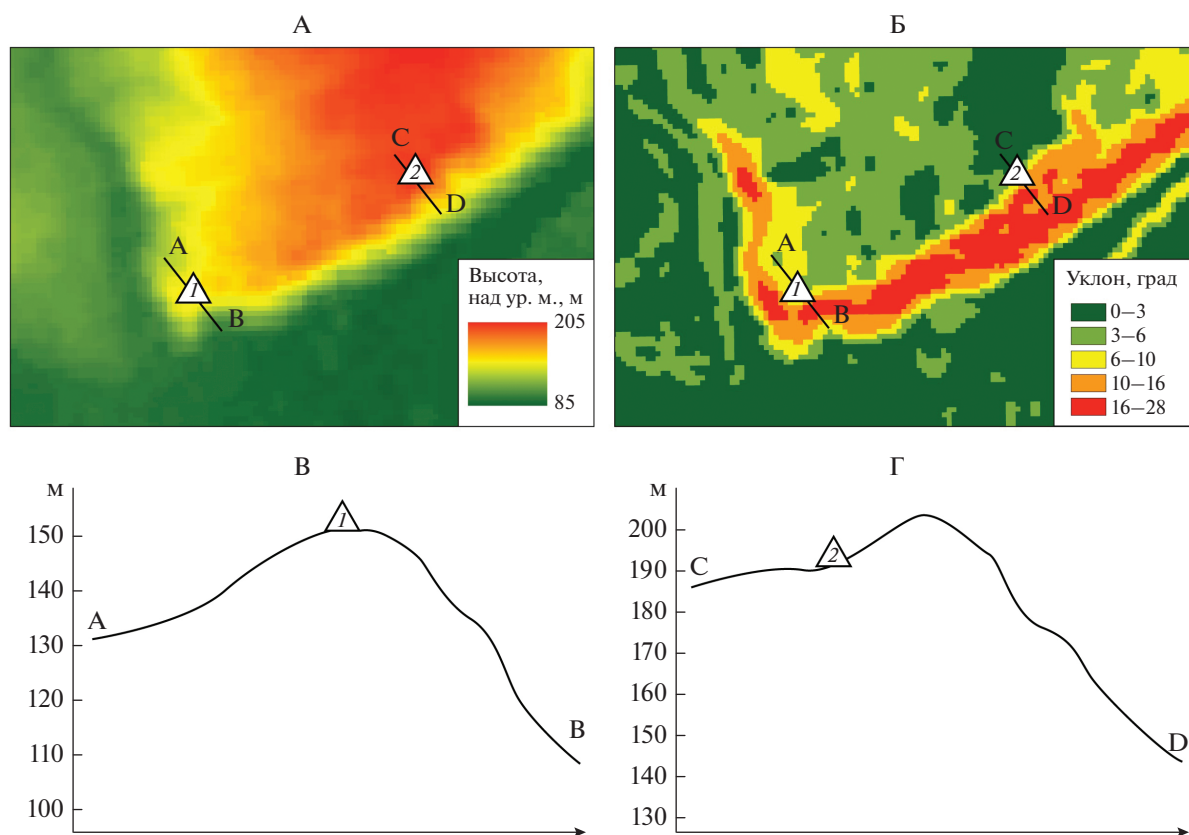 А
C
2
D
A
1
B
Высота,
над ур. м., м
205
85
Б
C
2
D
A
1
B
Уклон, град
0–3
3–6
6–10
10–16
16–28
В
м
150
140
130
120
110
100
A
1
B
Г
м
200
190
180
170
160
150
140
130
C
2
D